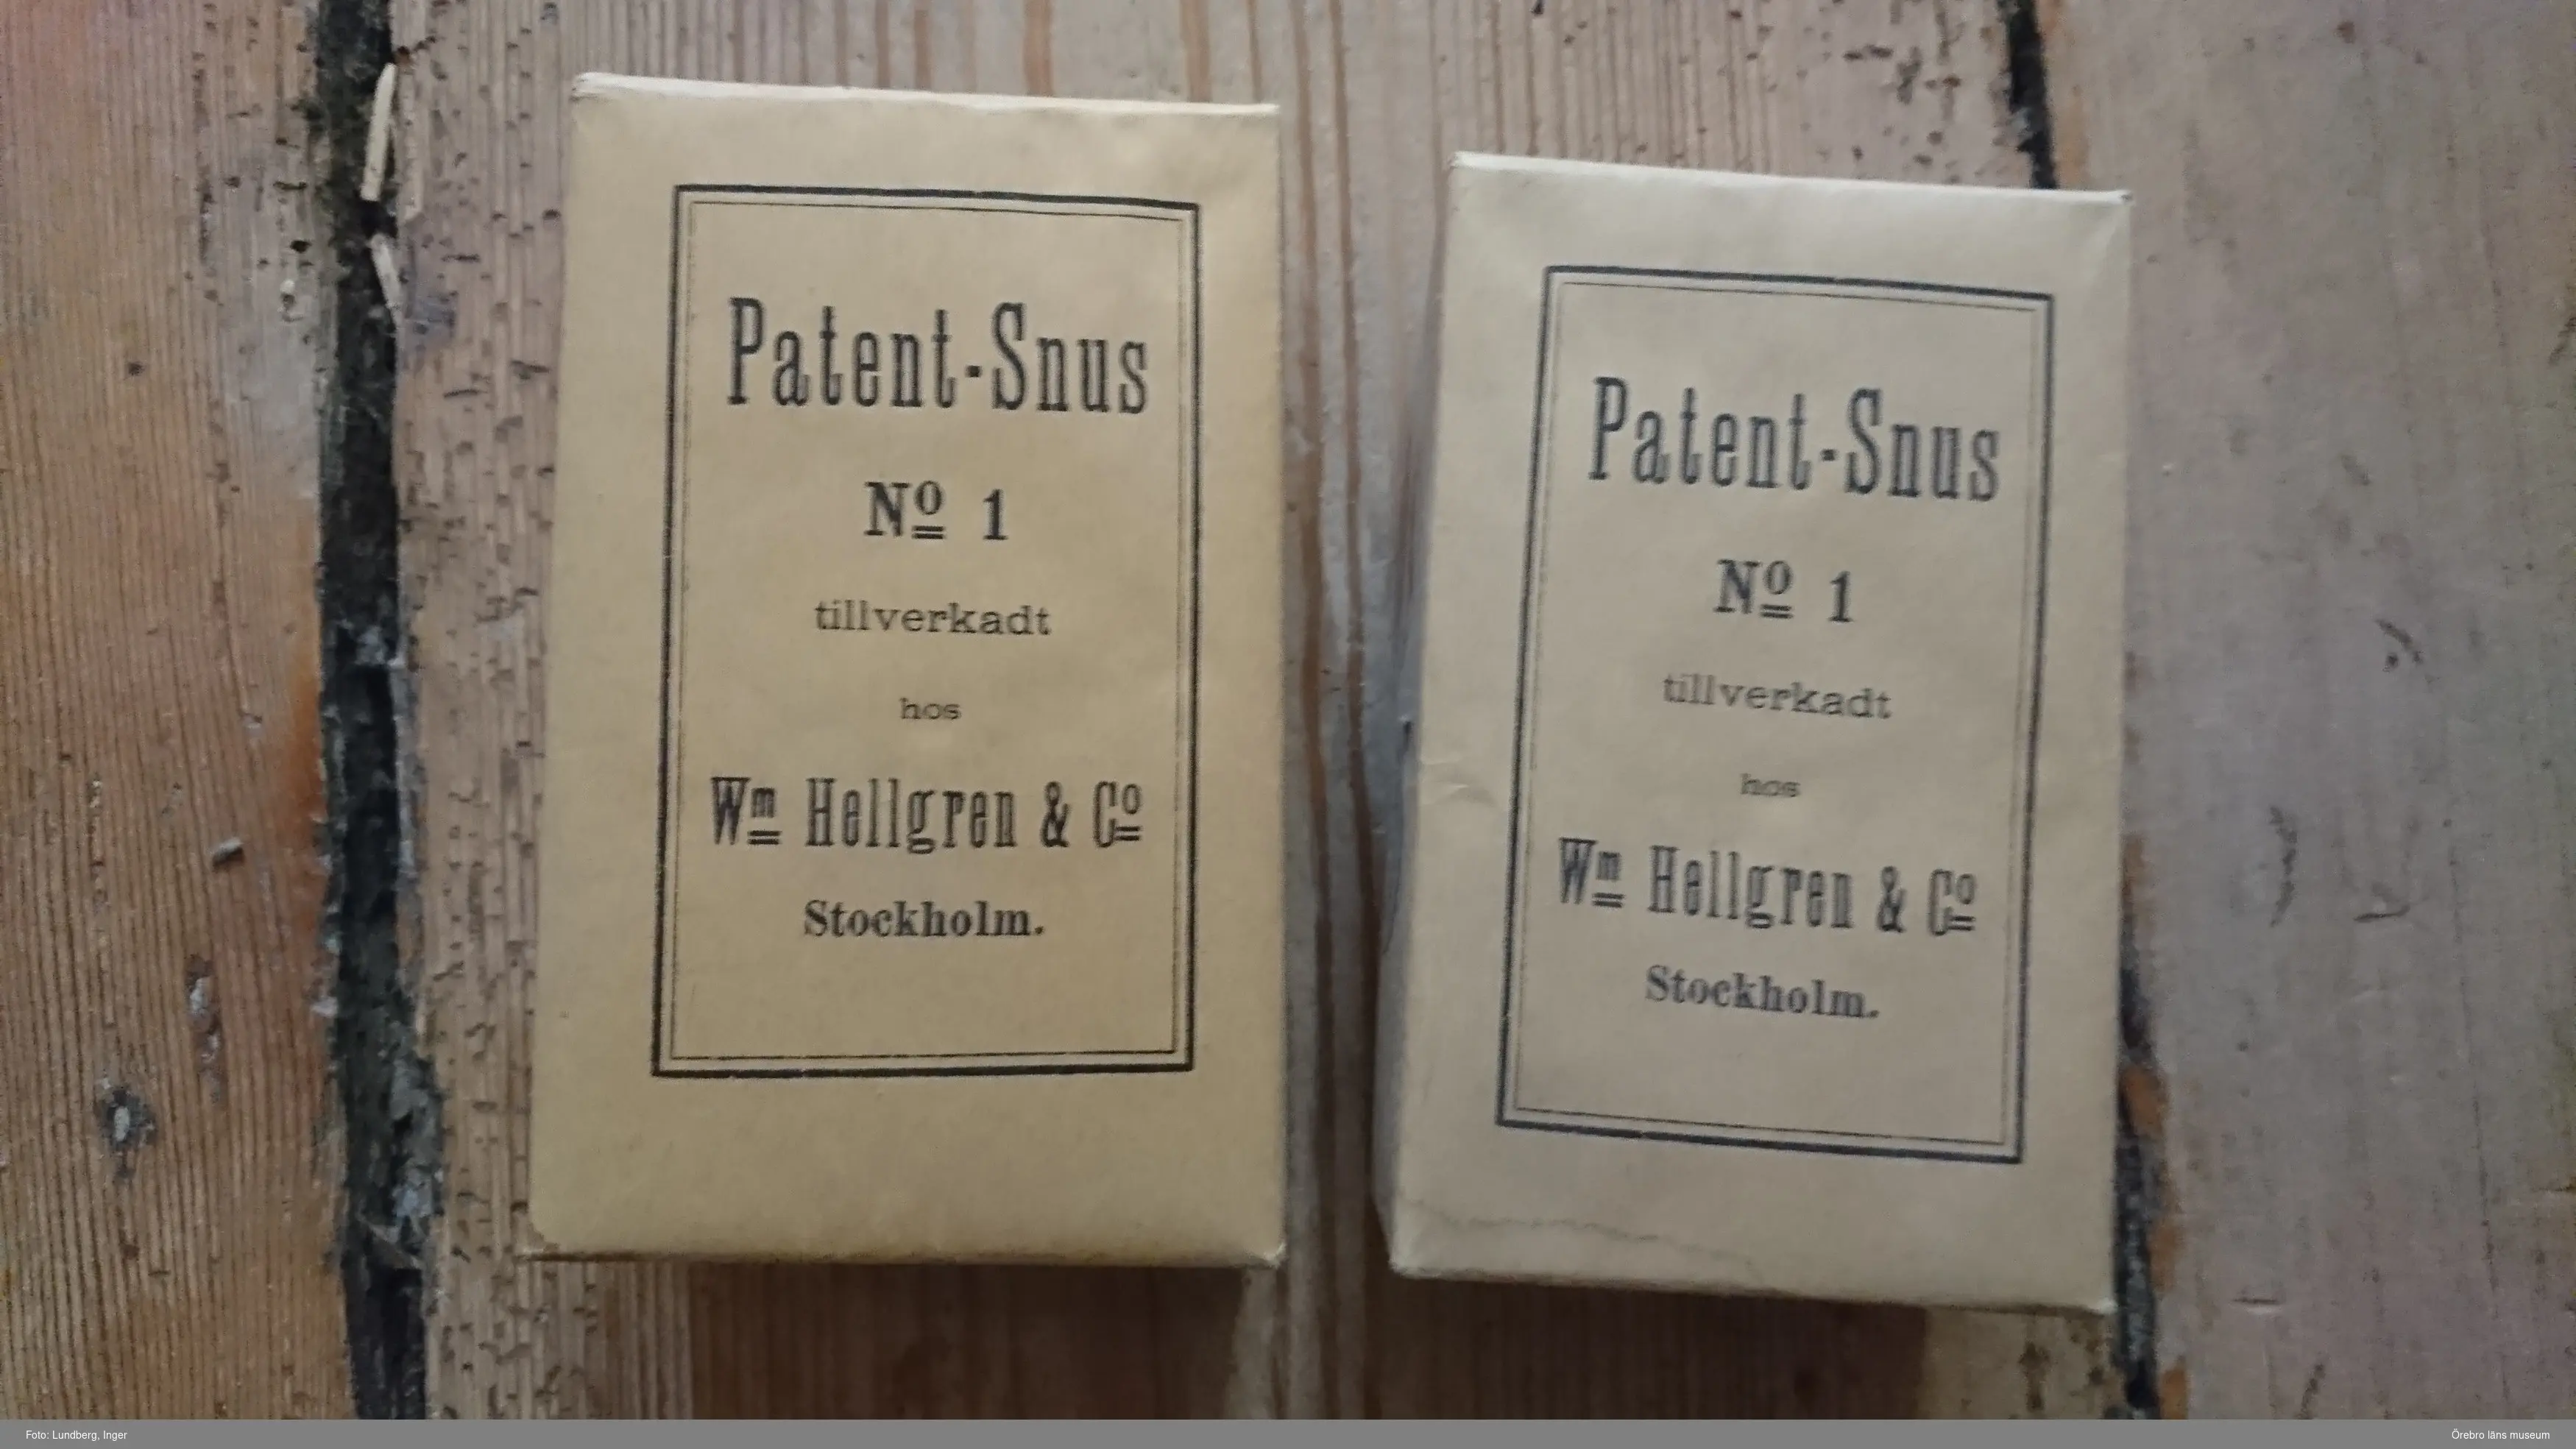 Patent-Snus
Nº 1
tillverkadt
hos
Wm Hellgren & Cº
Stockholm.
Patent-Snus
Nº 1
tillverkadt
hos
Wm Hellgren & Cº
Stockholm.
Foto: Lundberg, Inger
Örebro läns museum